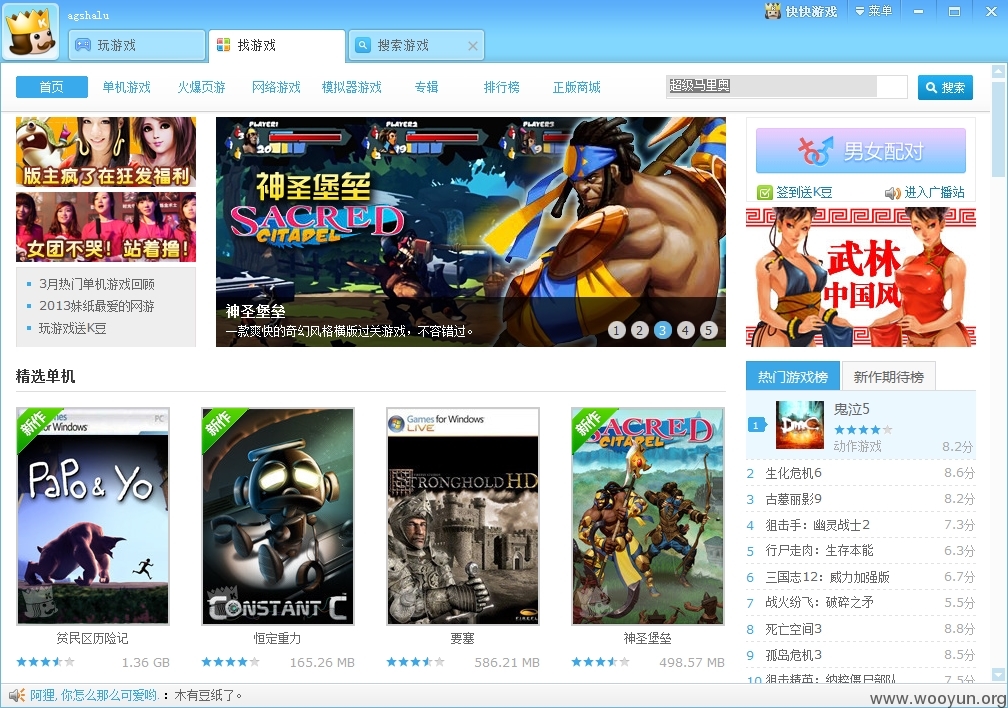 agshalu
快快游戏
菜单
玩游戏
找游戏
搜索游戏
首页 单机游戏 火爆页游 网络游戏 模拟器游戏 专辑 排行榜 正版商城
超级马里奥
搜索
版主疯了在狂发福利
女团不哭！站着撸！
3月热门单机游戏回顾
2013妹纸最爱的网游
玩游戏送K豆
PLAYER1 PLAYER2 PLAYER3
神圣堡垒
SACRED
CITADEL
神圣堡垒
一款爽快的奇幻风格横版过关游戏，不容错过。
1 2 3 4 5
男女配对
签到送K豆 进入广播站
武林
中国风
精选单机
新作
PC
Papo & Yo
贫民区历险记
1.36 GB
新作
CONSTANT C
恒定重力
165.26 MB
Games for Windows
LIVE
STRONGHOLD HD
要塞
586.21 MB
新作
SACRED
CITADEL
神圣堡垒
498.57 MB
热门游戏榜 新作期待榜
1 鬼泣5
动作游戏 8.2分
2 生化危机6 8.6分
3 古墓丽影9 8.2分
4 狙击手：幽灵战士2 7.3分
5 行尸走肉：生存本能 6.3分
6 三国志12：威力加强版 6.7分
7 战火纷飞：破碎之矛 5.5分
8 死亡空间3 8.8分
9 孤岛危机3 8.5分
10 狙击精英：纳粹僵尸部队 7.5分
阿狸, 你怎么那么可爱哟 ：木有豆纸了。
www.wooyun.org